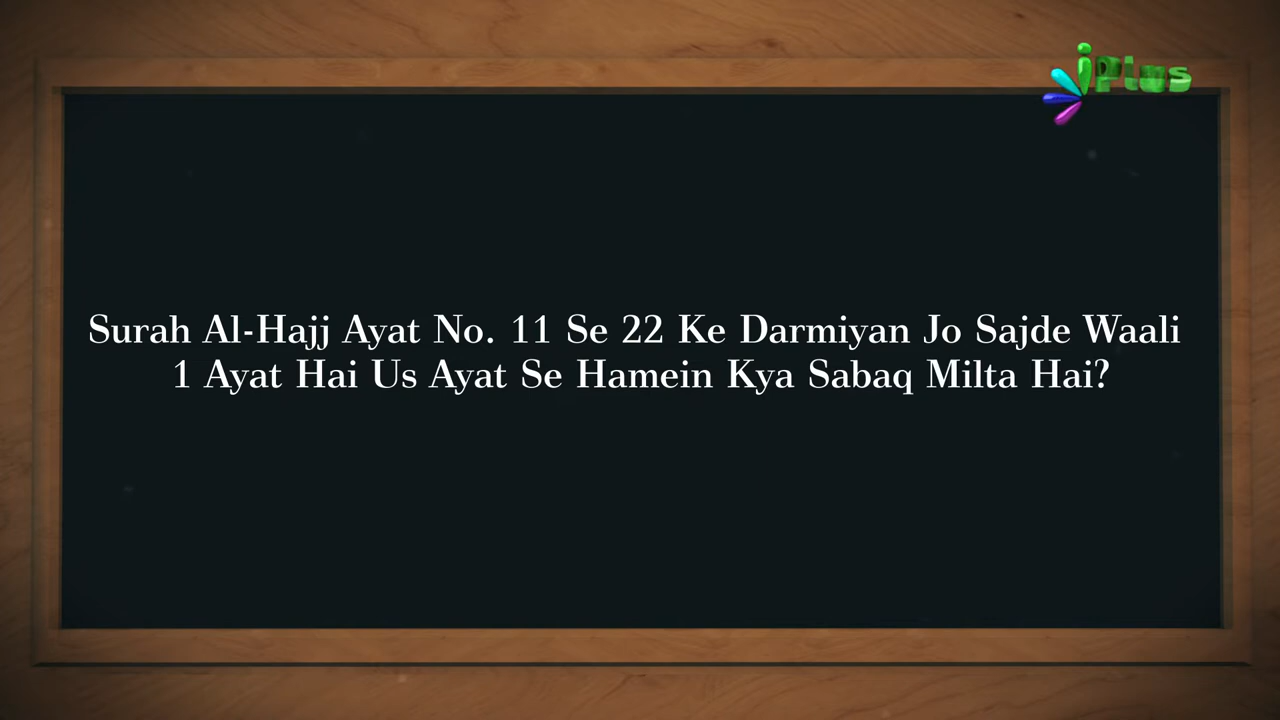 iPlus
Surah Al-Hajj Ayat No. 11 Se 22 Ke Darmiyan Jo Sajde Waali
1 Ayat Hai Us Ayat Se Hamein Kya Sabaq Milta Hai?